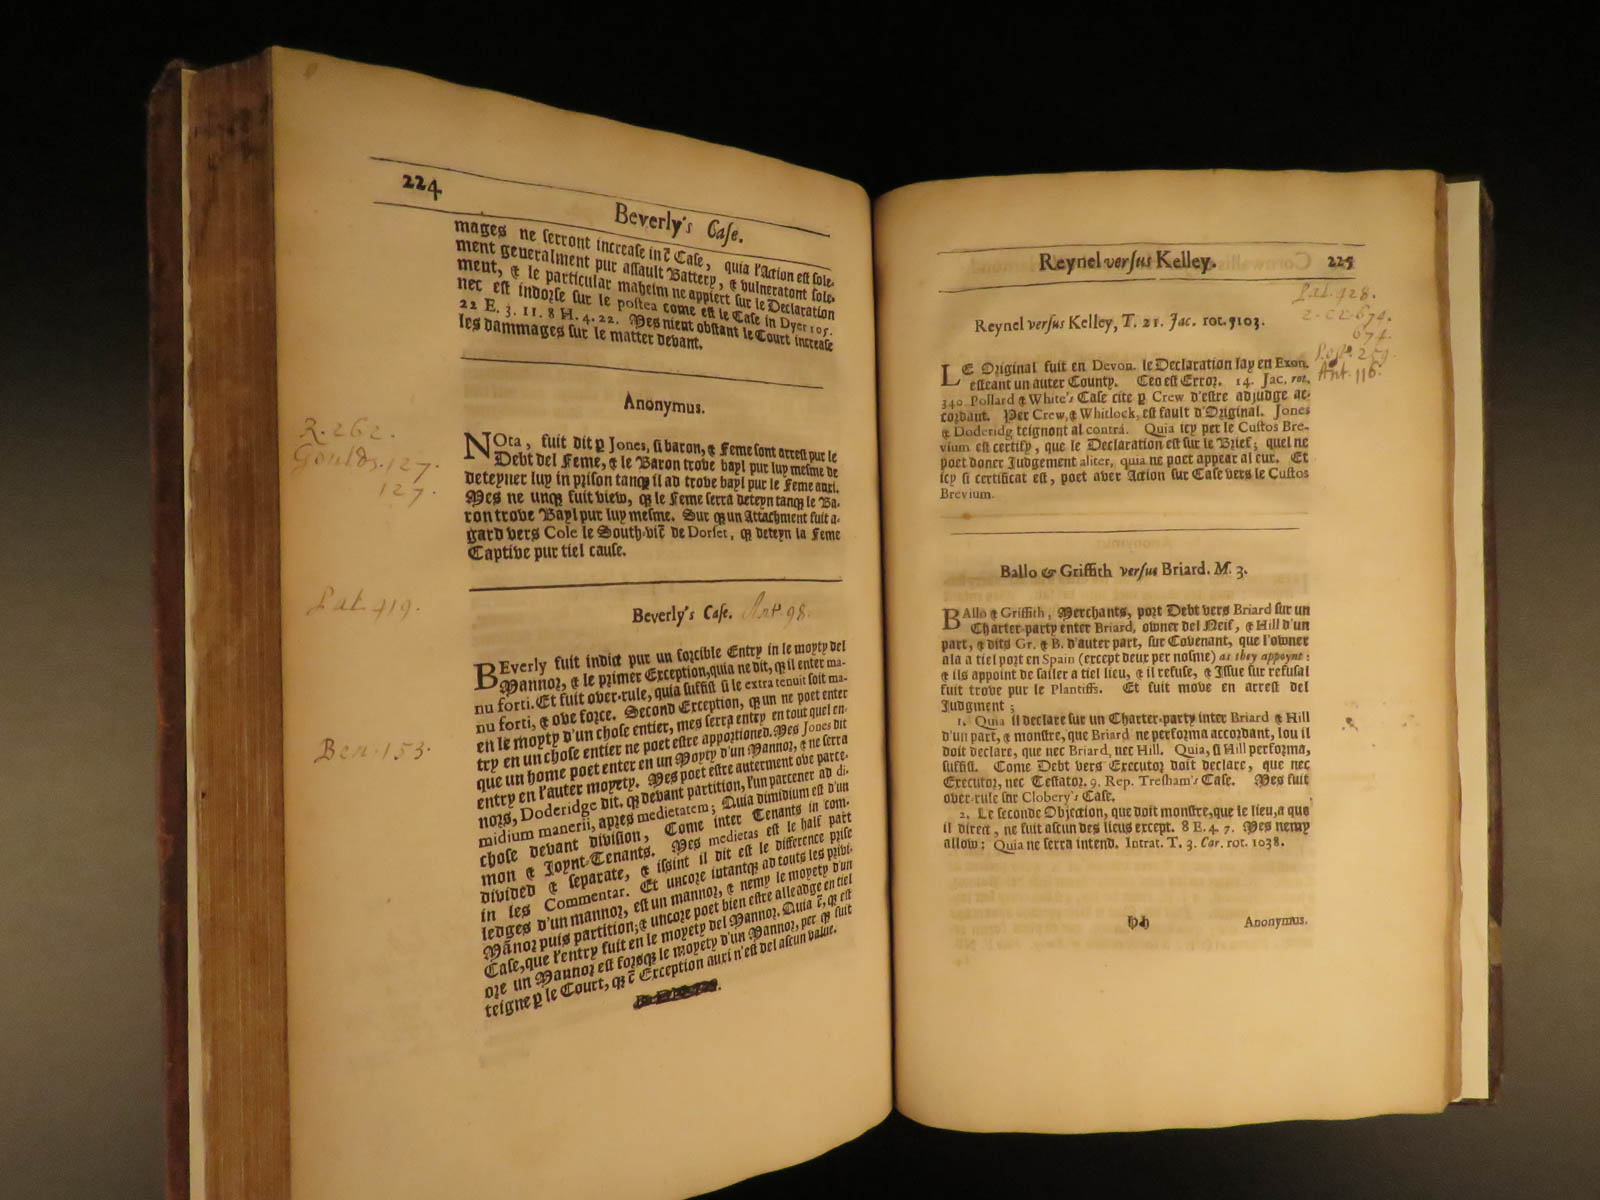 224
Beverly's Case.
mages ne serront increase in c̃ Case, quia l'Action est sole-
ment generalment pur assault Battery, & vulneratont sole-
ment, & le particular maheim ne appiert sur le Declaration
nec est indorse sur le postea come est le Case in Dyer 105.
22 E. 3. 11. 8 H. 4. 22. Mes nient obstant le Court increase
les dammages sur le matter devant.
Anonymus.
R. 262.
Goulds. 127.
127.
NOta, fuit dit p Jones, si baron, & Feme sont arrest pur le
Debt del Feme, & le Baron trove bayl pur luy mesme de
deteyner luy in prison tanq; il ad trove bayl pur le Feme auxi.
Mes ne unq; fuit view, q; le Feme serra deteyn tanq; le Ba-
ron trove Bayl pur luy mesme. Sur q; un Attachment fuit a-
gard vers Cole le South-vic̃ de Dorset, q; deteyn la Feme
Captive pur tiel cause.
Beverly's Case. Ant. 98.
Lat. 419.
Ben. 153.
BEverly fuit indict pur un forcible Entry in le moyty del
Mannor, & le primer Exception, quia ne dit, q; il enter ma-
nu forti. Et fuit over-rule, quia suffist si le extra tenuit soit ma-
nu forti, & ove force. Second Exception, q; un ne poet enter
en le moyty d'un chose entier, mes serra entry en tout quel en-
try en un chose entier ne poet estre apportioned. Mes Jones dit
que un home poet enter en un Moyty d'un Mannor, & ne serra
entry en l'auter moyety. Mes poet estre auterment ove parce-
nors, Doderidge dit. q; devant partition, l'un parcener ad di-
midium manerii, apres medietatem; Quia dimidium est d'un
chose devant division, Come inter Tenants in com-
mon & Joynt-Tenants. Mes medietas est le half part
divided & separate, & issint il dit est le difference prise
in les Commentar. Et uncore intantq; ad touts les privi-
ledges d'un mannor, est un mannor, & nemy le moyety d'un
Mañor puis partition; & uncore poet bien estre alleadge en tiel
Case, que l'entry fuit en le moyety del Mannor. Quia c̃, q; est
ore un Mannor est forsq; le moyety d'un Mannor, per q; fuit
teigne p le Court, q; c̃ Exception auxi n'est del ascun value.
Reynel versus Kelley.
225
Reynel versus Kelley, T. 21. Jac. rot. 9103.
Lat. 428.
2. Cr. 674.
674.
Pop. 251.
Ant. 116.
LE Original fuit en Devon. le Declaration lay en Exon.
esteant un auter County. Ceo est Error. 14. Jac. rot.
340 Pollard & White's Case cite p Crew d'estre adjudge ac-
cordant. Per Crew, & Whitlock, est fault d'Original. Jones
& Doderidg teignont al contrá. Quia icy per le Custos Bre-
vium est certify, que le Declaration est sur le Brief; quel ne
poet doner Judgement aliter, quia ne poet appear al eux. Et
icy si certificat est, poet aver Action sur Case vers le Custos
Brevium.
Ballo & Griffith versus Briard. M. 3.
BAllo & Griffith, Merchants, port Debt vers Briard sur un
Charter-party enter Briard, owner del Neif, & Hill d'un
part, & dits Gr. & B. d'auter part, sur Covenant, que l'owner
ala a tiel port en Spain (except deux per nosme) as they appoynt:
& ils appoint de sailer a tiel lieu, & il refuse, & Issue sur refusal
fuit trove pur le Plantiffs. Et fuit move en arrest del
Judgment;
1. Quia il declare sur un Charter-party inter Briard & Hill
d'un part, & monstre, que Briard ne performa accordant, lou il
doit declare, que nec Briard, nec Hill. Quia, si Hill performa,
suffist. Come Debt vers Executor doit declare, que nec
Executor, nec Testator. 9. Rep. Tresham's Case. Mes fuit
over-rule sur Clobery's Case.
2. Le seconde Objection, que doit monstre, que le lieu, a que
il direct, ne fuit ascun des lieus except. 8 E. 4. 7. Mes nemy
allow: Quia ne serra intend. Intrat. T. 3. Car. rot. 1038.
Anonymus.